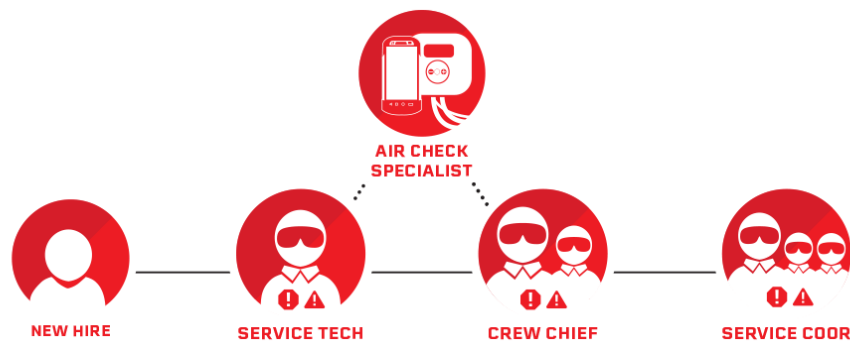 AIR CHECK
SPECIALIST
NEW HIRE
SERVICE TECH
CREW CHIEF
SERVICE COOR